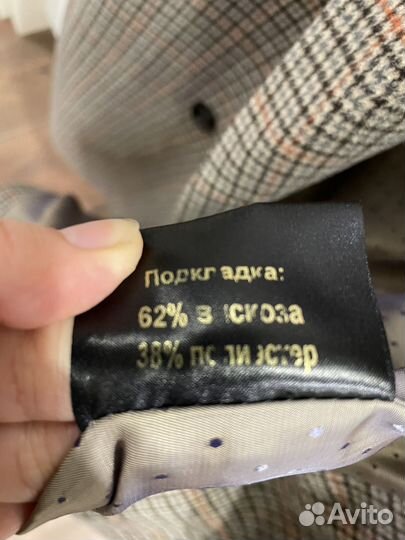 Подкладка:
62% вискоза
38% полиэстер
Avito